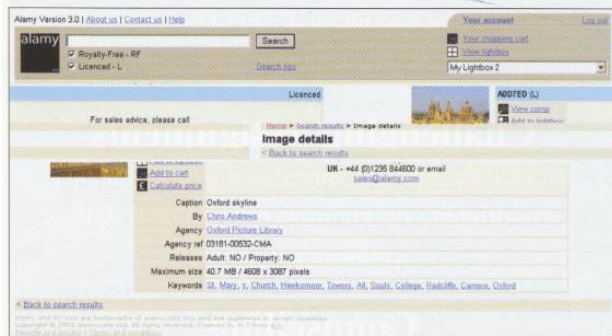 Alamy Version 3.0 | About us | Contact us | Help
Your account
Log out
alamy
Search
Your shopping cart
Royalty-Free - RF
View lightbox
Licenced - L
Search tips
My Lightbox 2
Licenced
A0D7ED (L)
View comp
For sales advice, please call
Add to lightbox
Home > Search results > Image details
Image details
< Back to search results
Add to cart
UK - +44 (0)1235 844600 or email
sales@alamy.com
Calculate price
Caption Oxford skyline
By Chris Andrews
Agency Oxford Picture Library
Agency ref 03181-00532-CMA
Releases Adult: NO / Property: NO
Maximum size 40.7 MB / 4608 x 3087 pixels
Keywords St, Mary, s, Church, Hawksmoor, Towers, All, Souls, College, Radcliffe, Camera, Oxford
< Back to search results